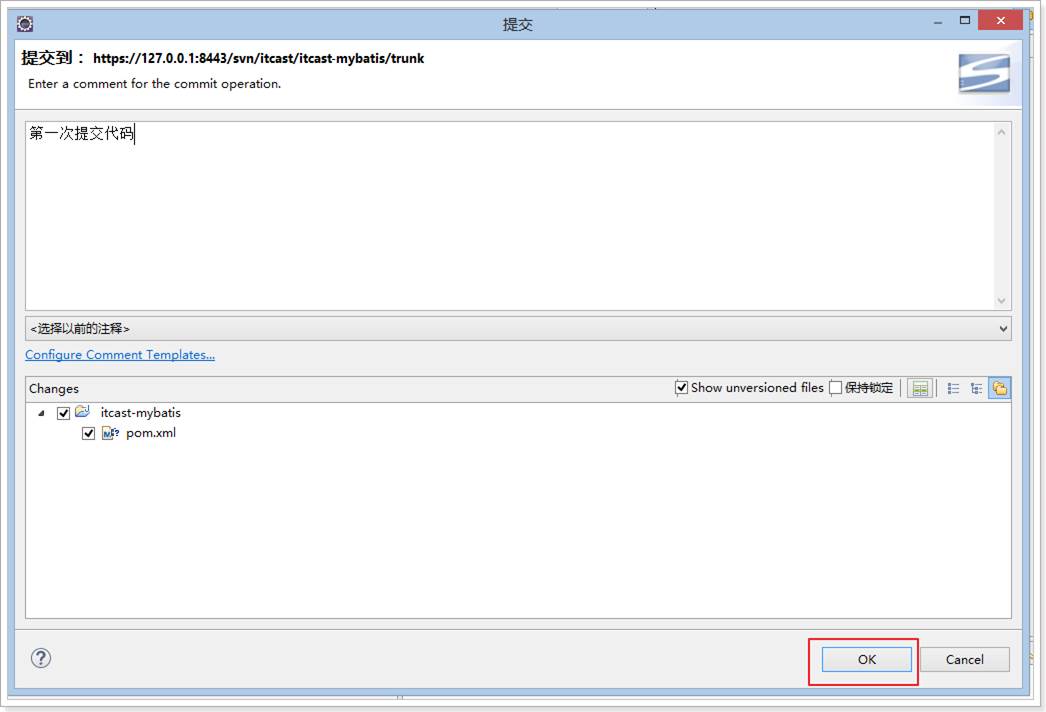 提交
提交到： https://127.0.0.1:8443/svn/itcast/itcast-mybatis/trunk
Enter a comment for the commit operation.
第一次提交代码
<选择以前的注释>
Configure Comment Templates...
Changes
Show unversioned files 保持锁定
itcast-mybatis
pom.xml
OK Cancel